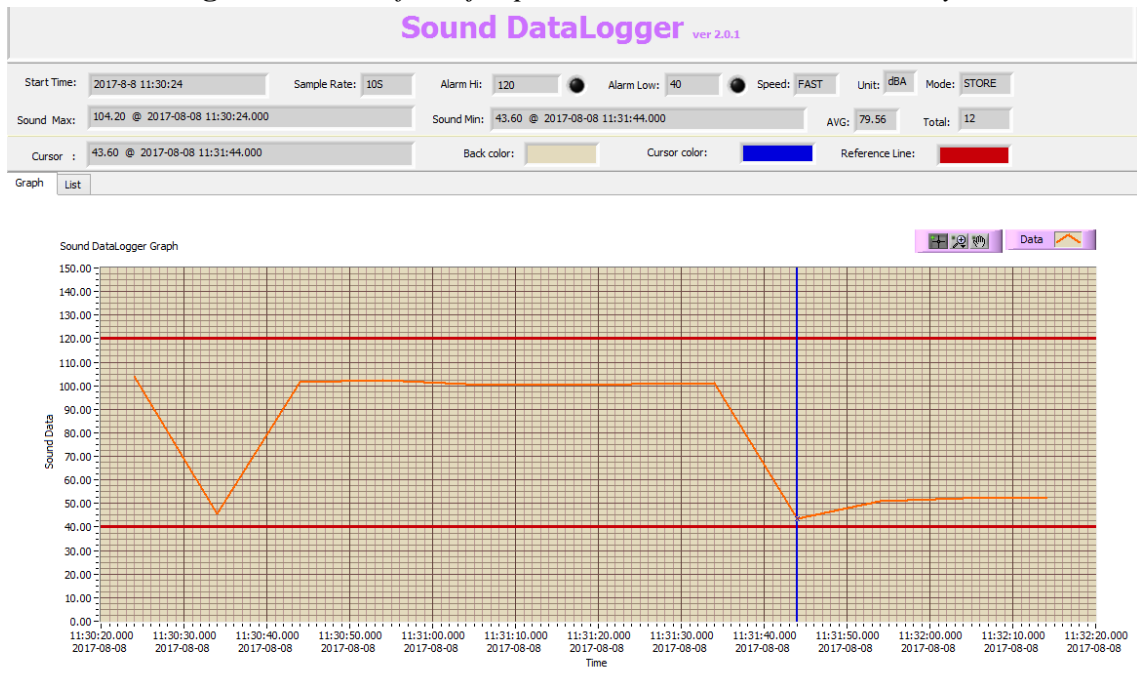 Sound DataLogger ver 2.0.1
Start Time: 2017-8-8 11:30:24 Sample Rate: 10S Alarm Hi: 120 Alarm Low: 40 Speed: FAST Unit: dBA Mode: STORE
Sound Max: 104.20 @ 2017-08-08 11:30:24.000 Sound Min: 43.60 @ 2017-08-08 11:31:44.000 AVG: 79.56 Total: 12
Cursor : 43.60 @ 2017-08-08 11:31:44.000 Back color: Cursor color: Reference Line:
Graph List
Sound DataLogger Graph Data
150.00
140.00
130.00
120.00
110.00
100.00
90.00
80.00
70.00
60.00
50.00
40.00
30.00
20.00
10.00
0.00
Sound Data
11:30:20.000 11:30:30.000 11:30:40.000 11:30:50.000 11:31:00.000 11:31:10.000 11:31:20.000 11:31:30.000 11:31:40.000 11:31:50.000 11:32:00.000 11:32:10.000 11:32:20.000
2017-08-08 2017-08-08 2017-08-08 2017-08-08 2017-08-08 2017-08-08 2017-08-08 2017-08-08 2017-08-08 2017-08-08 2017-08-08 2017-08-08 2017-08-08
Time